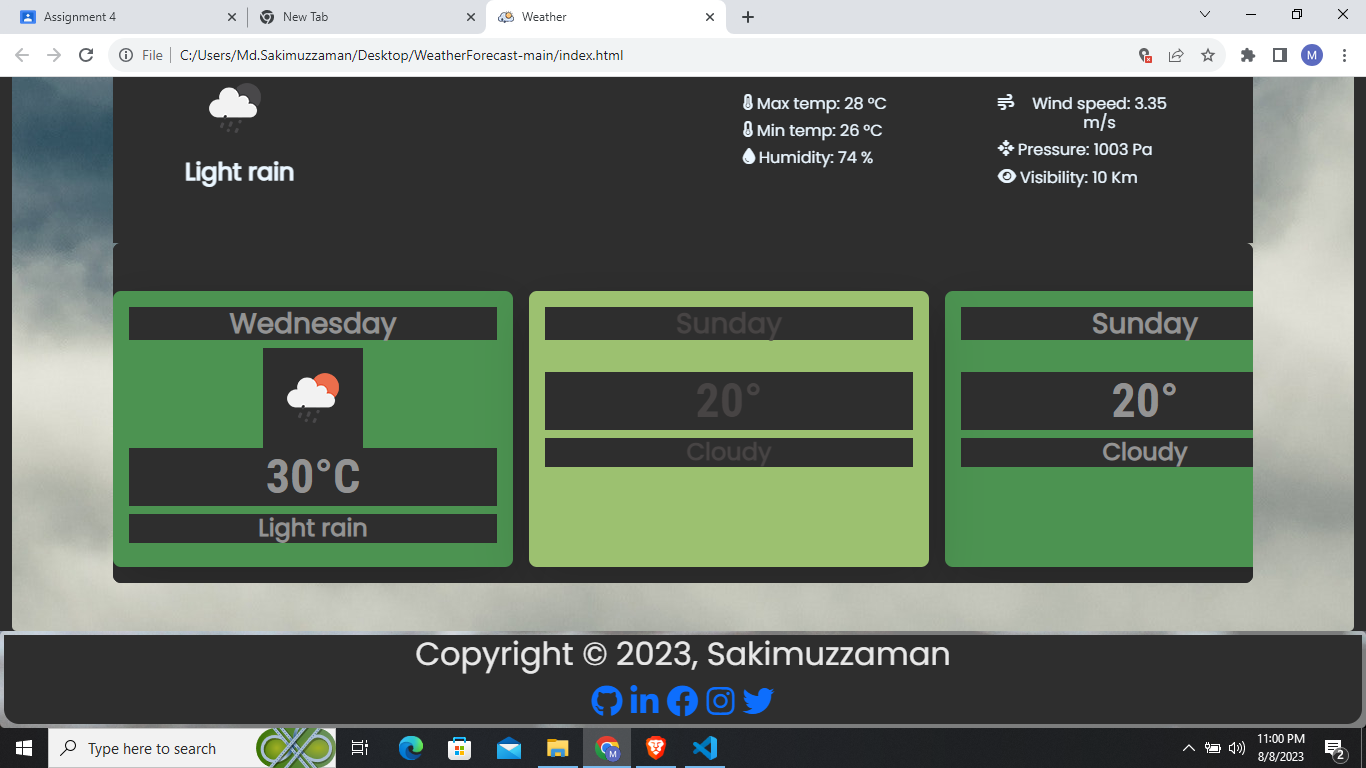 Assignment 4
New Tab
Weather
File
C:/Users/Md.Sakimuzzaman/Desktop/WeatherForecast-main/index.html
M
Light rain
Max temp: 28 °C
Min temp: 26 °C
Humidity: 74 %
Wind speed: 3.35
m/s
Pressure: 1003 Pa
Visibility: 10 Km
Wednesday
30°C
Light rain
Sunday
20°
Cloudy
Sunday
20°
Cloudy
Copyright © 2023, Sakimuzzaman
Type here to search
M
11:00 PM
8/8/2023
2